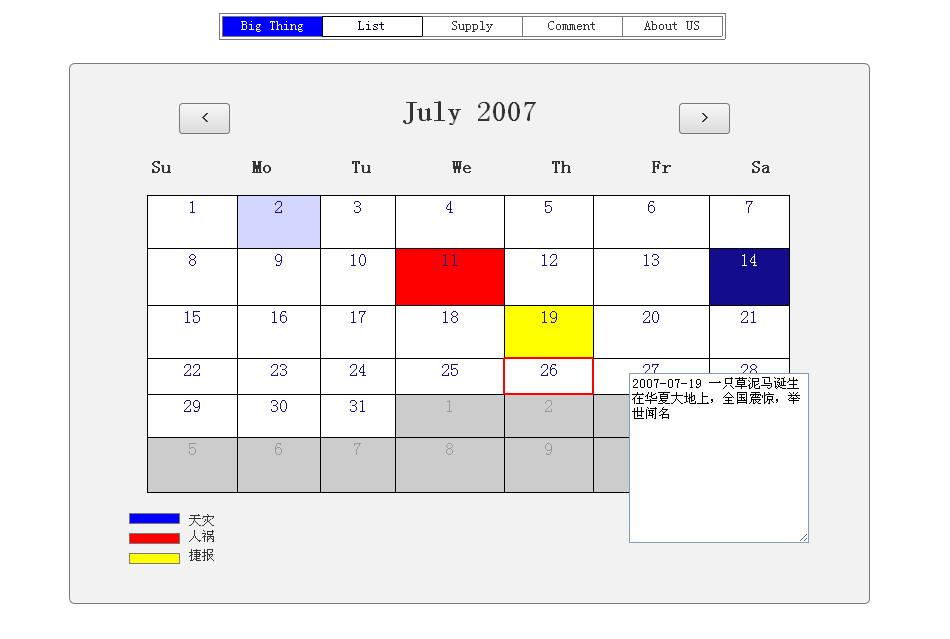 Big Thing List Supply Comment About US
< July 2007 >
Su Mo Tu We Th Fr Sa
1 2 3 4 5 6 7
8 9 10 11 12 13 14
15 16 17 18 19 20 21
22 23 24 25 26 27 28
2007-07-19 一只草泥马诞生
在华夏大地上，全国震惊，举
世闻名
29 30 31 1 2
5 6 7 8 9
天灾
人祸
捷报